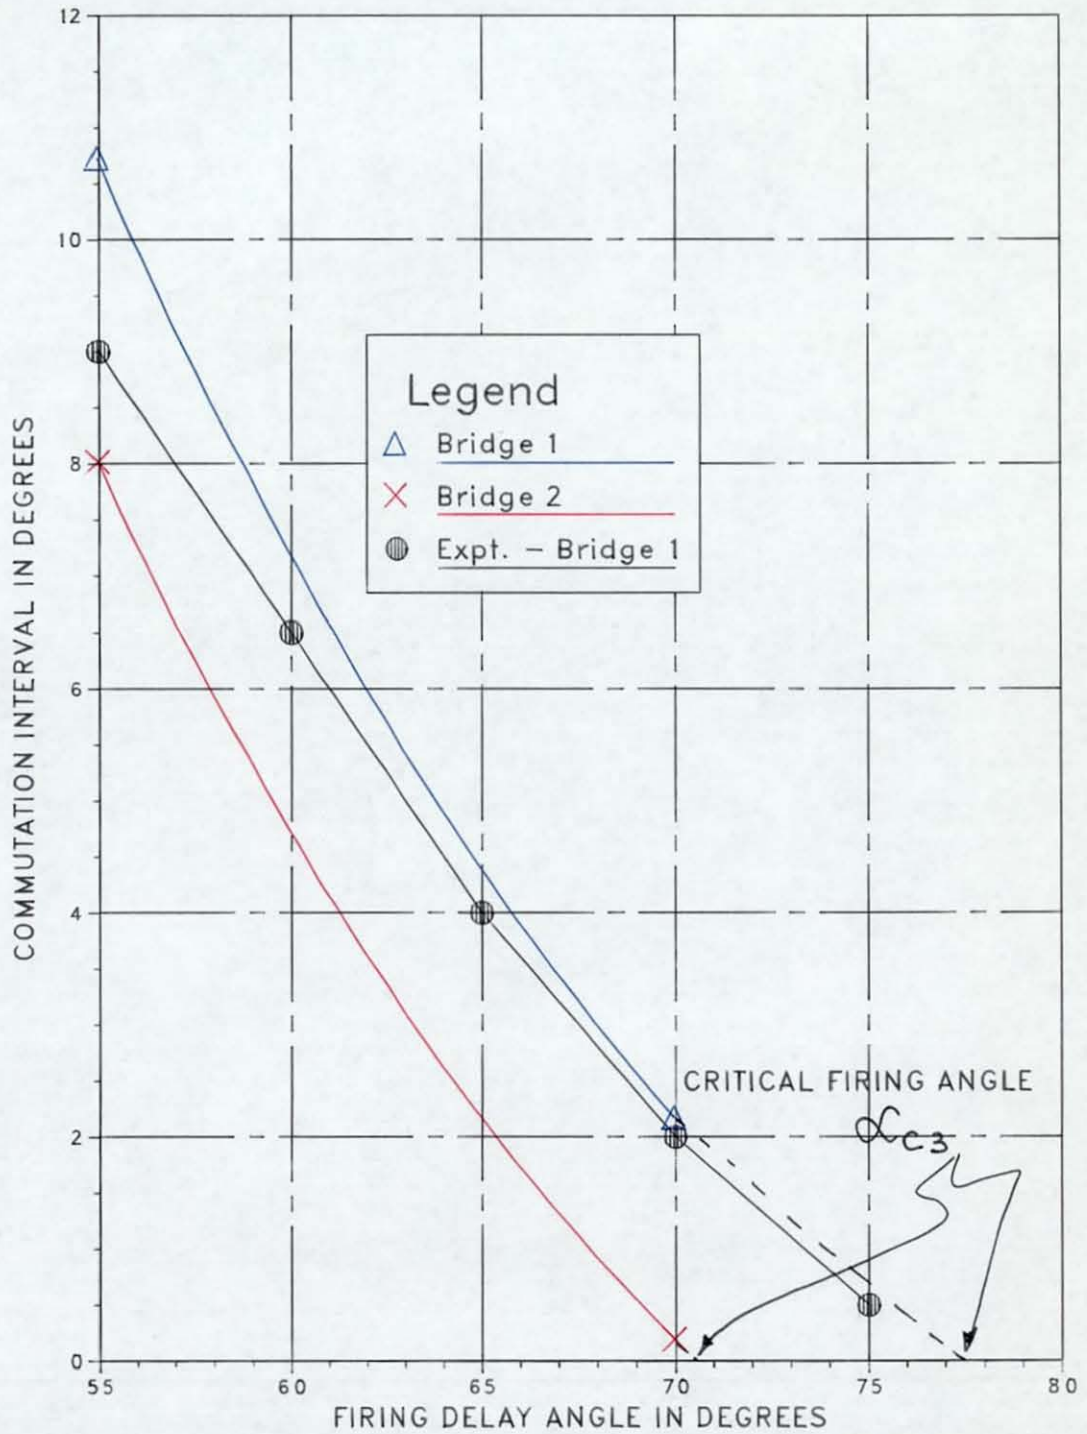 12
10
8
6
4
2
0
COMMUTATION INTERVAL IN DEGREES
Legend
Bridge 1
Bridge 2
Expt. - Bridge 1
CRITICAL FIRING ANGLE
αC3
55 60 65 70 75 80
FIRING DELAY ANGLE IN DEGREES